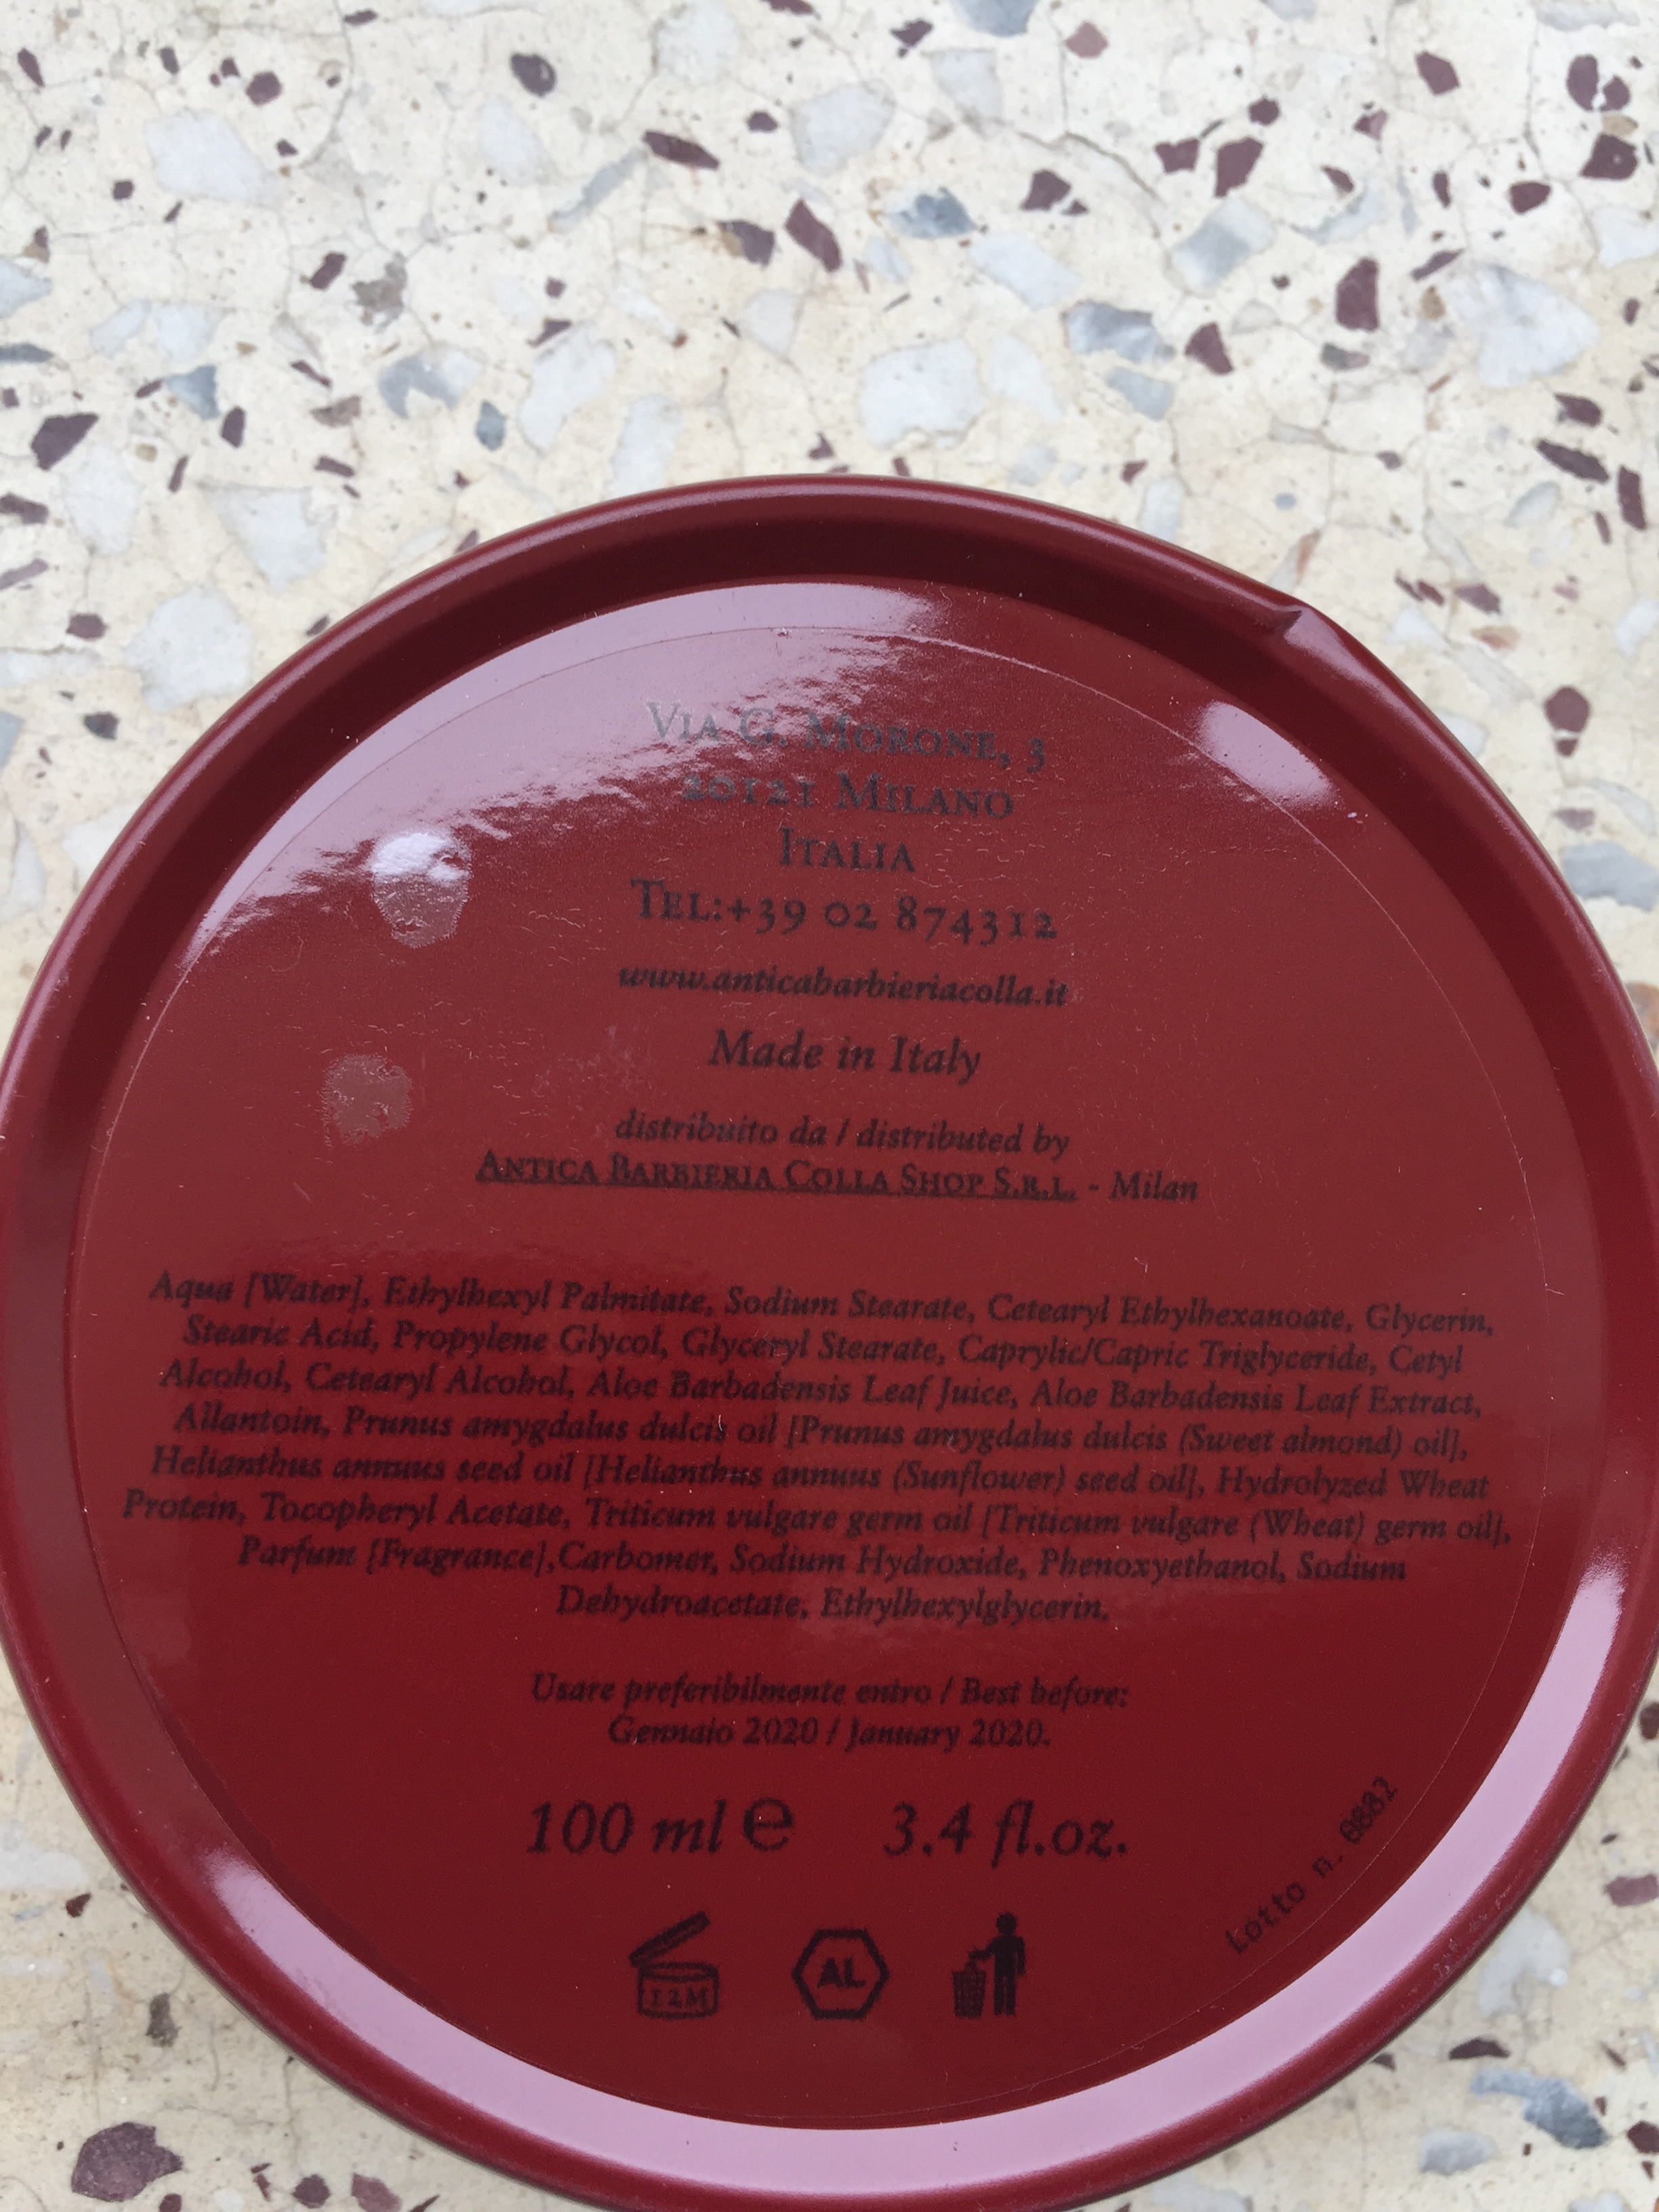 VIA G. MORONE, 3
20121 MILANO
ITALIA
TEL:+39 02 874312
www.anticabarbieriacolla.it
Made in Italy
distribuito da / distributed by
ANTICA BARBIERIA COLLA SHOP S.R.L. - Milan
Aqua [Water], Ethylhexyl Palmitate, Sodium Stearate, Cetearyl Ethylhexanoate, Glycerin,
Stearic Acid, Propylene Glycol, Glyceryl Stearate, Caprylic/Capric Triglyceride, Cetyl
Alcohol, Cetearyl Alcohol, Aloe Barbadensis Leaf Juice, Aloe Barbadensis Leaf Extract,
Allantoin, Prunus amygdalus dulcis oil [Prunus amygdalus dulcis (Sweet almond) oil],
Helianthus annuus seed oil [Helianthus annuus (Sunflower) seed oil], Hydrolyzed Wheat
Protein, Tocopheryl Acetate, Triticum vulgare germ oil [Triticum vulgare (Wheat) germ oil],
Parfum [Fragrance],Carbomer, Sodium Hydroxide, Phenoxyethanol, Sodium
Dehydroacetate, Ethylhexylglycerin.
Usare preferibilmente entro / Best before:
Gennaio 2020 / January 2020.
100 ml e 3.4 fl.oz.
Lotto n. 0882
12M
AL